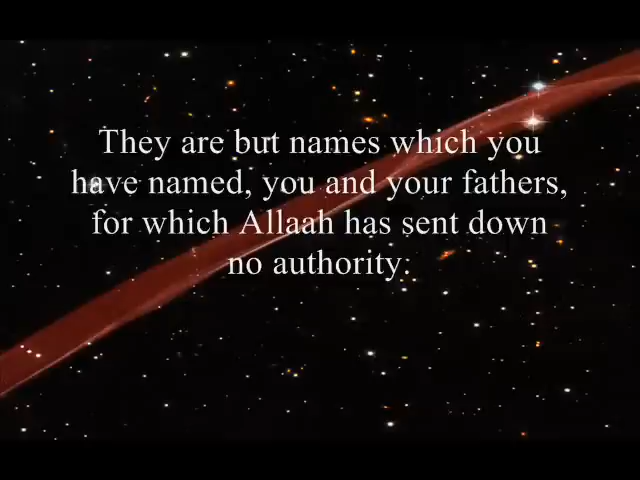 They are but names which you
have named, you and your fathers,
for which Allaah has sent down
no authority: